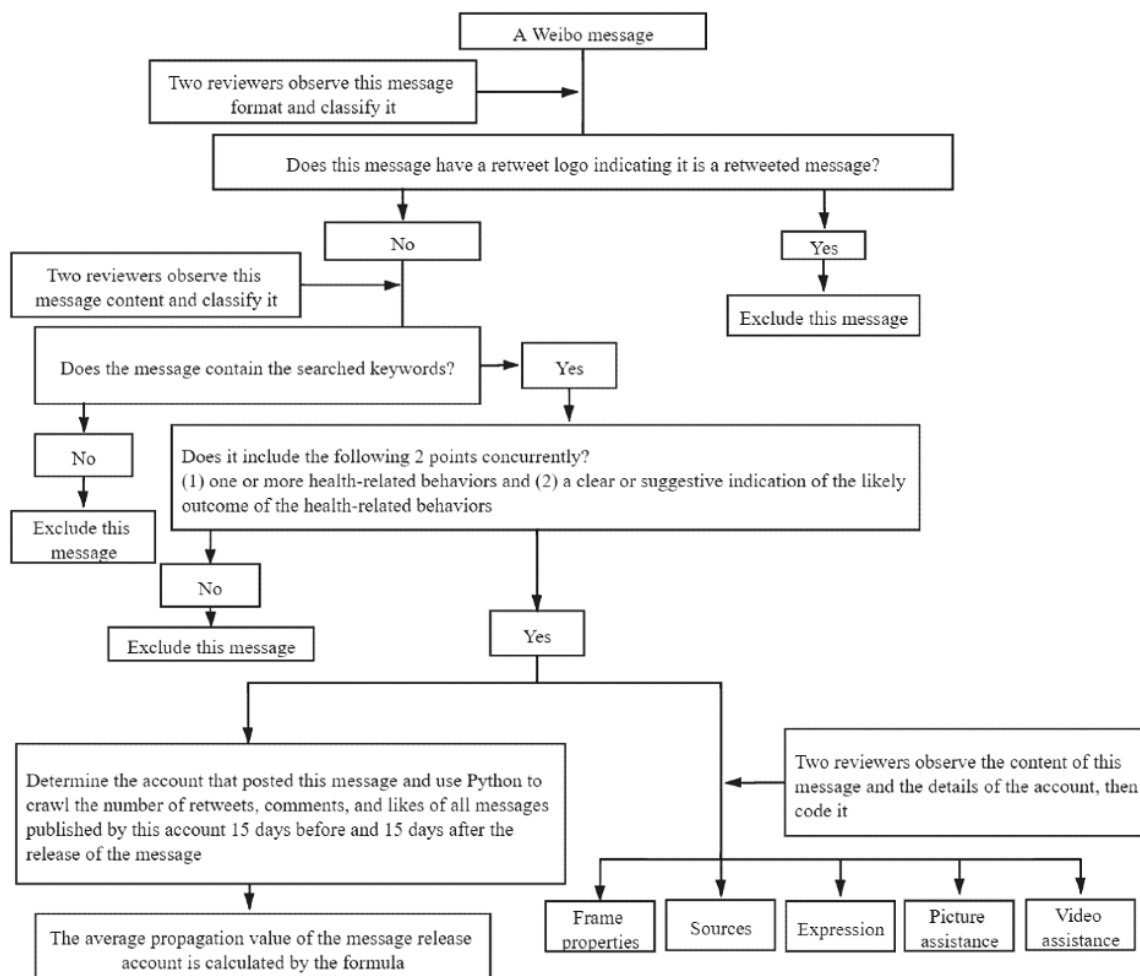 A Weibo message
Two reviewers observe this message
format and classify it
Does this message have a retweet logo indicating it is a retweeted message?
No
Yes
Two reviewers observe this
message content and classify it
Exclude this message
Does the message contain the searched keywords?
Yes
No
Does it include the following 2 points concurrently?
(1) one or more health-related behaviors and (2) a clear or suggestive indication of the likely
outcome of the health-related behaviors
Exclude this
message
No
Exclude this message
Yes
Determine the account that posted this message and use Python to
crawl the number of retweets, comments, and likes of all messages
published by this account 15 days before and 15 days after the
release of the message
Two reviewers observe the content of this
message and the details of the account, then
code it
The average propagation value of the message release
account is calculated by the formula
Frame
properties
Sources
Expression
Picture
assistance
Video
assistance